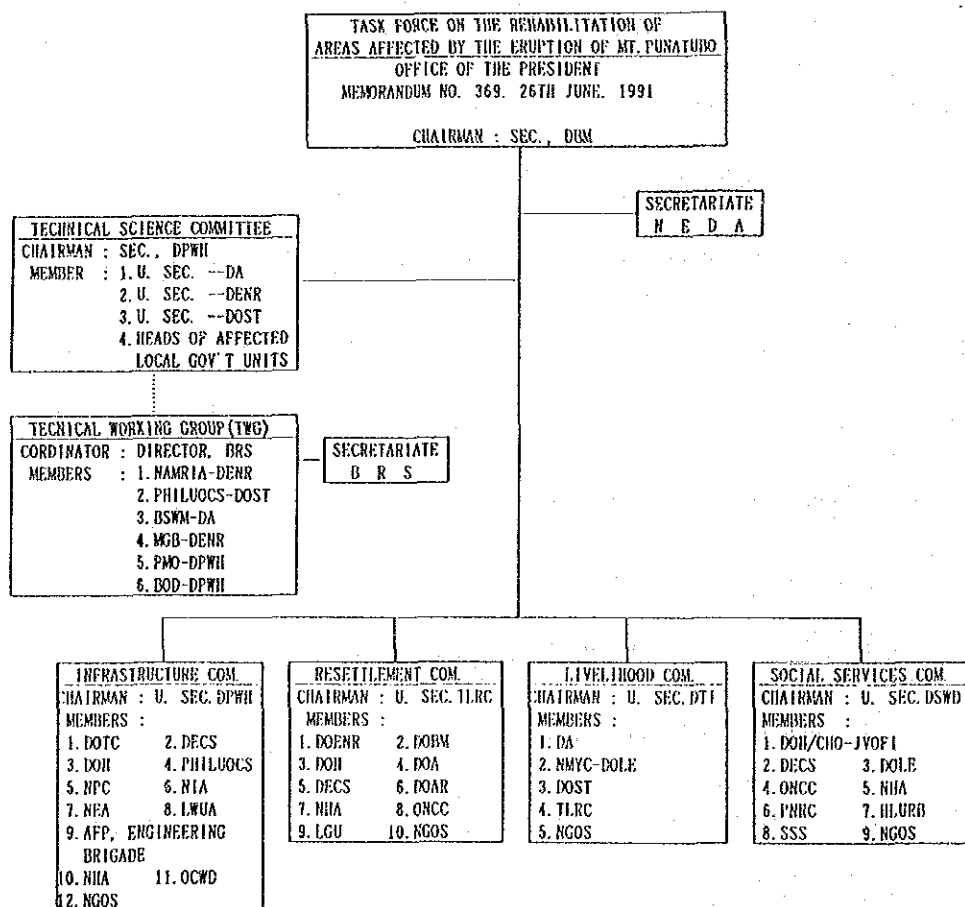 TASK FORCE ON THE REHABILITATION OF
AREAS AFFECTED BY THE ERUPTION OF MT. PUNATUBO
OFFICE OF THE PRESIDENT
MEMORANDUM NO. 369. 26TH JUNE. 1991
CHAIRMAN : SEC., DBM
SECRETARIATE
N E D A
TECHNICAL SCIENCE COMMITTEE
CHAIRMAN : SEC., DPWH
MEMBER : 1. U. SEC. --DA
2. U. SEC. --DENR
3. U. SEC. --DOST
4. HEADS OF AFFECTED
LOCAL GOV'T UNITS
TECNICAL WORKING GROUP (TWG)
CORDINATOR : DIRECTOR, BRS
MEMBERS : 1. NAMRIA-DENR
2. PHILUOCS-DOST
3. BSWM-DA
4. MGB-DENR
5. PMO-DPWH
6. BOD-DPWH
SECRETARIATE
B R S
INFRASTRUCTURE COM.
CHAIRMAN : U. SEC. DPWH
MEMBERS :
1. DOTC 2. DECS
3. DOH 4. PHILUOCS
5. NPC 6. NIA
7. NEA 8. LWUA
9. AFP, ENGINEERING
BRIGADE
10. NHA 11. OCWD
12. NGOS
RESETTLEMENT COM.
CHAIRMAN : U. SEC. TLRC
MEMBERS :
1. DOENR 2. DOBM
3. DOH 4. DOA
5. DECS 6. DOAR
7. NHA 8. ONCC
9. LGU 10. NGOS
LIVELIHOOD COM.
CHAIRMAN : U. SEC. DTI
MEMBERS :
1. DA
2. NMYC-DOLE
3. DOST
4. TLRC
5. NGOS
SOCIAL SERVICES COM.
CHAIRMAN : U. SEC. DSWD
MEMBERS :
1. DOH/CHO-JVOFI
2. DECS 3. DOLE
4. ONCC 5. NHA
6. PNRC 7. HLURB
8. SSS 9. NGOS